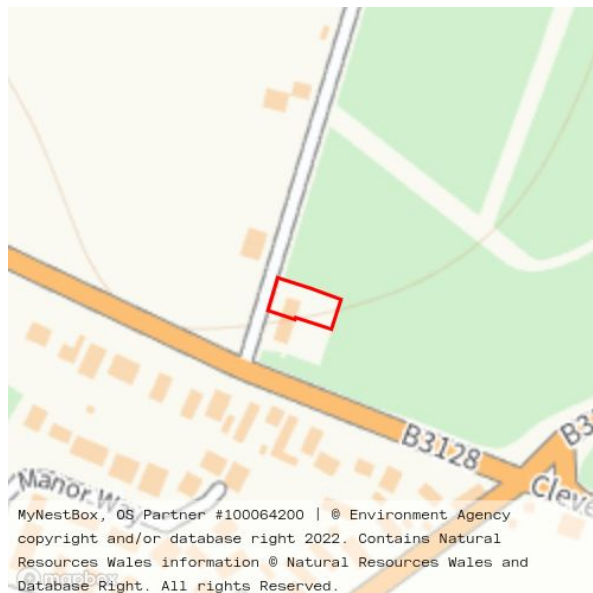 B3128
Manor Way
MyNestBox, OS Partner #100064200 | © Environment Agency
copyright and/or database right 2022. Contains Natural
Resources Wales information © Natural Resources Wales and
Database Right. All rights Reserved.
mapbox